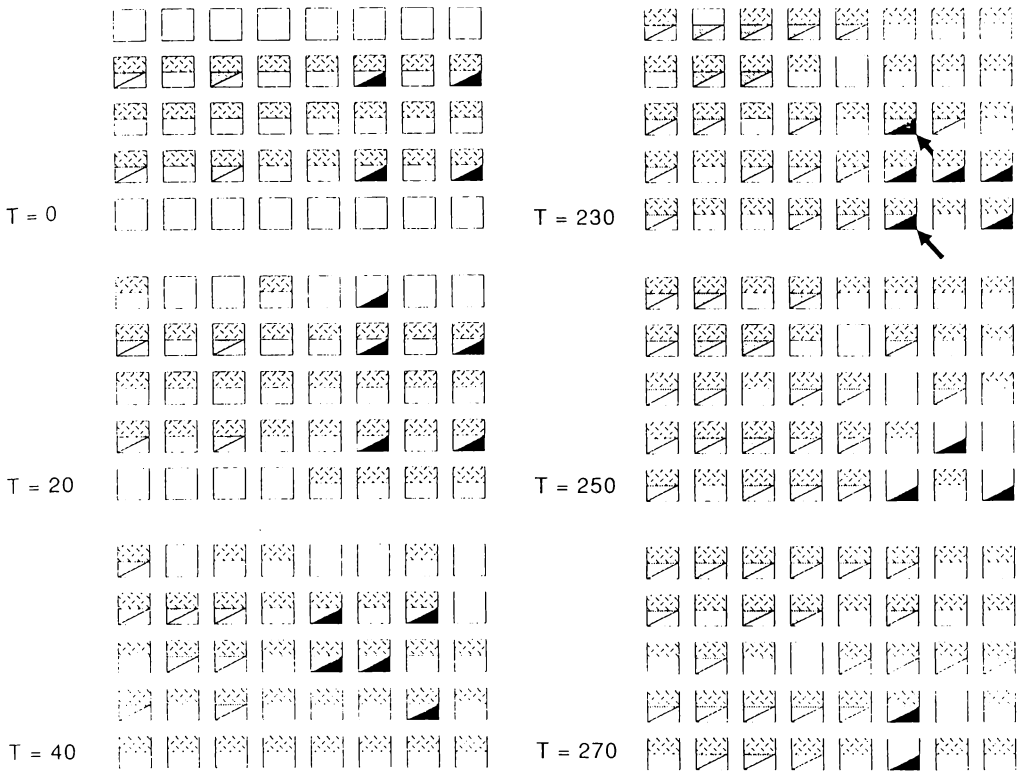 T = 0
T = 20
T = 40
T = 230
T = 250
T = 270